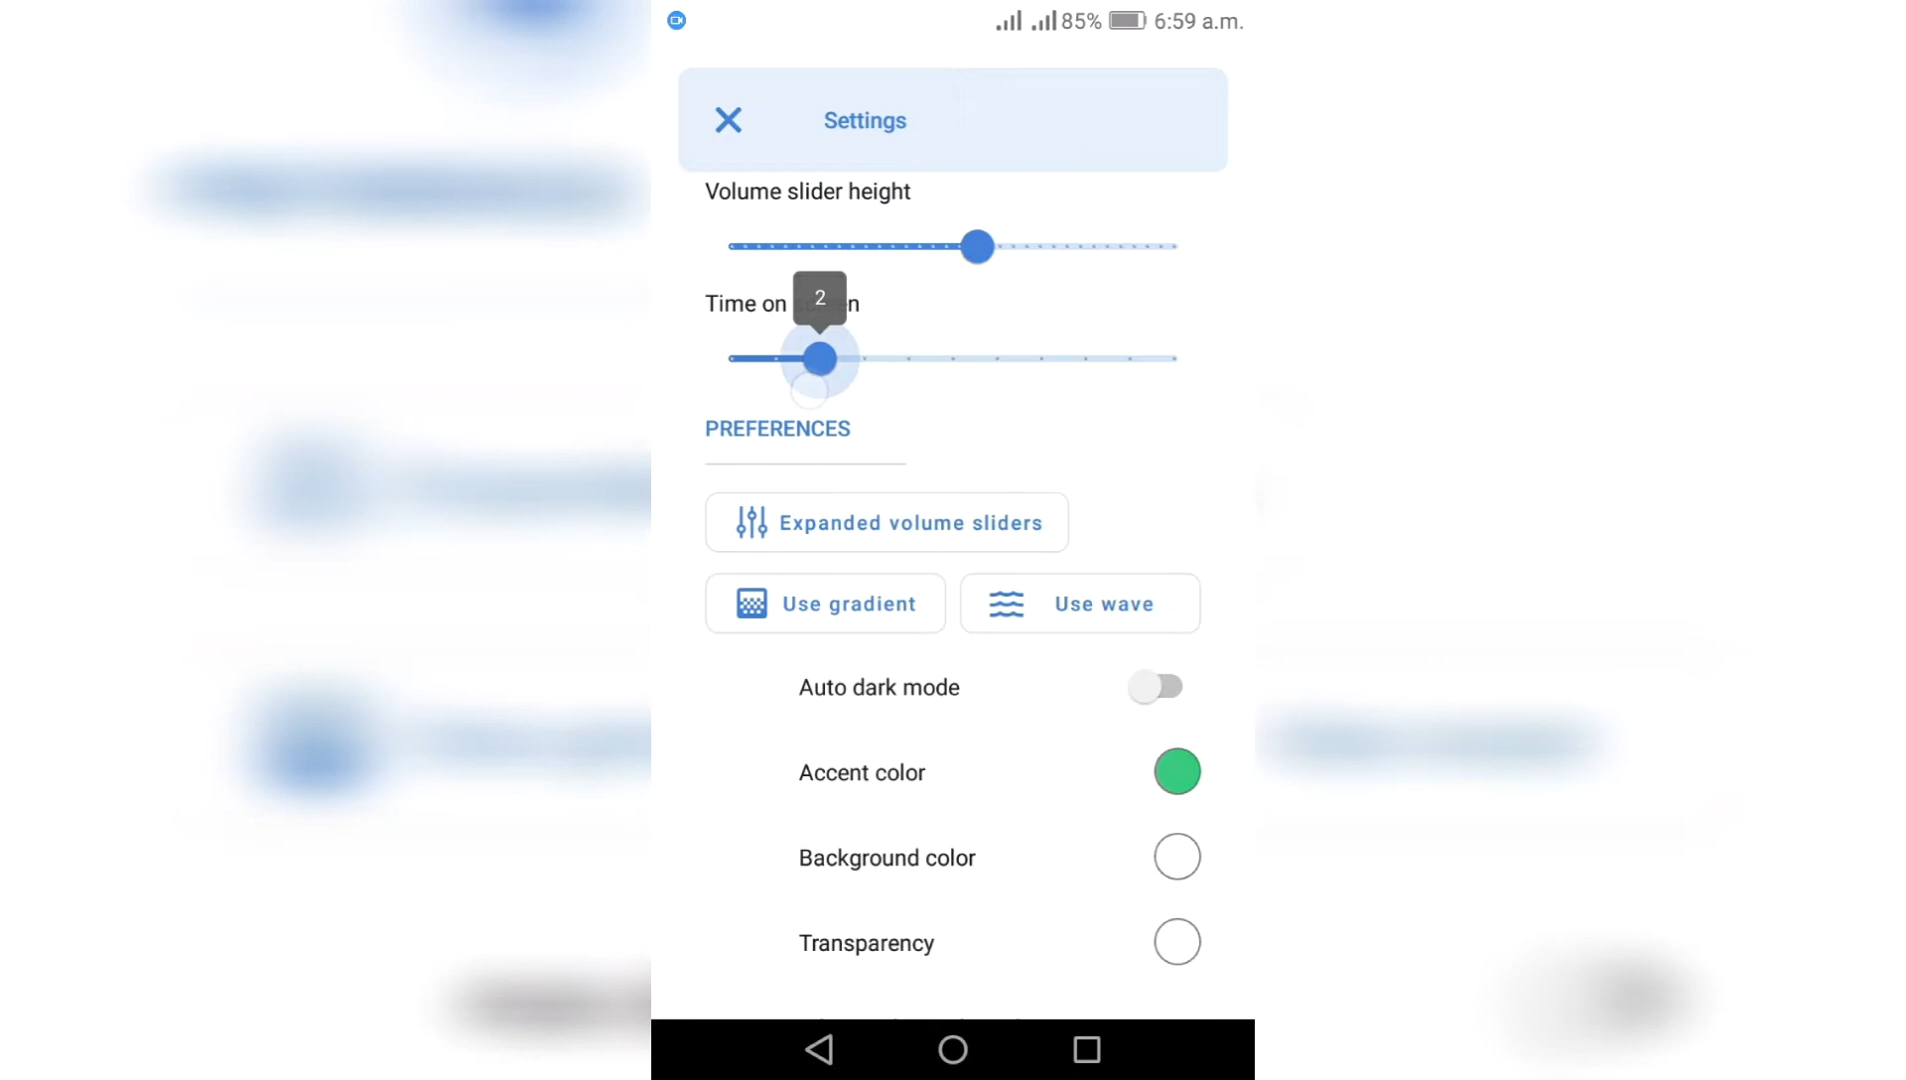 85% 6:59 a.m.
Settings
Volume slider height
2
Time on n
PREFERENCES
Expanded volume sliders
Use gradient
Use wave
Auto dark mode
Accent color
Background color
Transparency